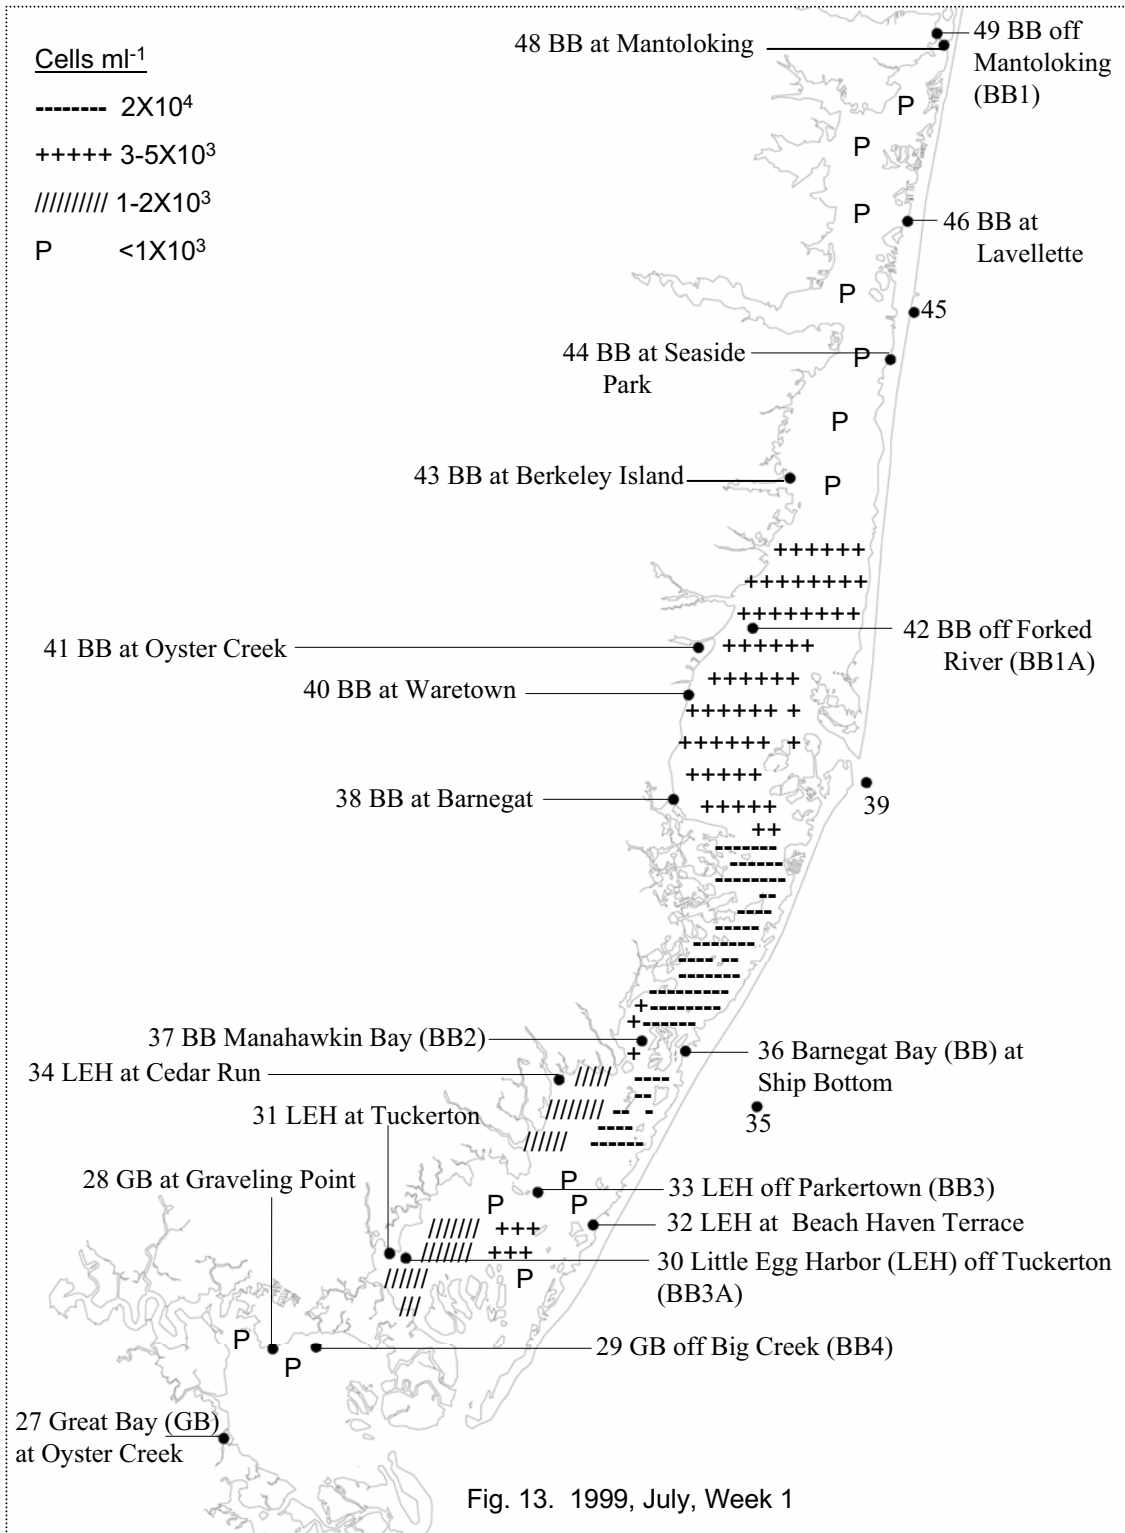 Cells ml-1
-------- 2X10^4
+++++ 3-5X10^3
////////// 1-2X10^3
P <1X10^3
48 BB at Mantoloking
49 BB off
Mantoloking
(BB1)
P
P
P
46 BB at
Lavellette
P
45
44 BB at Seaside
Park
P
P
43 BB at Berkeley Island
P
++++++
++++++++
++++++++
42 BB off Forked
River (BB1A)
41 BB at Oyster Creek
++++++
++++++
40 BB at Waretown
++++++ +
++++++ +
+++++
38 BB at Barnegat
+++++
39
++
-------
------
--------
--
----
-----
-------
---- --
-------
---------
+--------
+------
37 BB Manahawkin Bay (BB2)
+
36 Barnegat Bay (BB) at
Ship Bottom
34 LEH at Cedar Run
///// ----
--
35
31 LEH at Tuckerton
//////// -- -
----
////// ------
28 GB at Graveling Point
P
33 LEH off Parkertown (BB3)
P P
32 LEH at Beach Haven Terrace
/////// +++
/////// +++
30 Little Egg Harbor (LEH) off Tuckerton
(BB3A)
////// P
///
P
29 GB off Big Creek (BB4)
P
27 Great Bay (GB)
at Oyster Creek
Fig. 13. 1999, July, Week 1